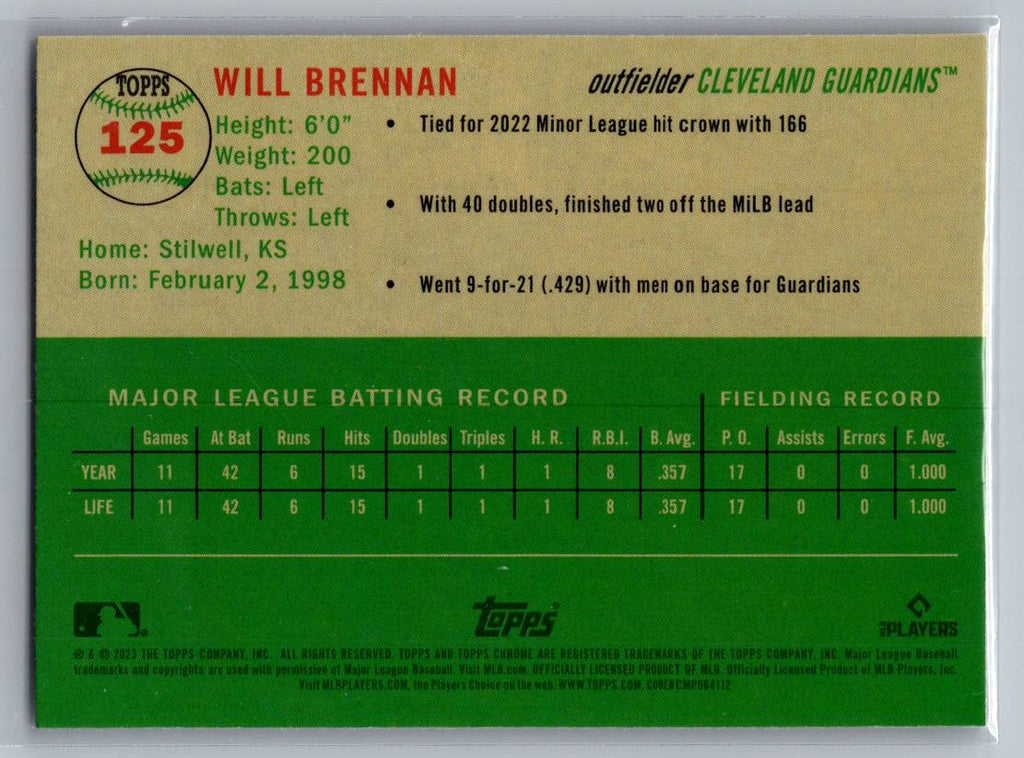 TOPPS
125
WILL BRENNAN
outfielder CLEVELAND GUARDIANS™
Height: 6'0"
Weight: 200
Bats: Left
Throws: Left
Home: Stilwell, KS
Born: February 2, 1998
• Tied for 2022 Minor League hit crown with 166
• With 40 doubles, finished two off the MiLB lead
• Went 9-for-21 (.429) with men on base for Guardians
MAJOR LEAGUE BATTING RECORD FIELDING RECORD
Games At Bat Runs Hits Doubles Triples H. R. R.B.I. B. Avg. P. O. Assists Errors F. Avg.
YEAR 11 42 6 15 1 1 1 8 .357 17 0 0 1.000
LIFE 11 42 6 15 1 1 1 8 .357 17 0 0 1.000
TOPPS
MLB PLAYERS
® & © 2023 THE TOPPS COMPANY, INC. ALL RIGHTS RESERVED. TOPPS AND TOPPS CHROME ARE REGISTERED TRADEMARKS OF THE TOPPS COMPANY, INC. Major League Baseball
trademarks and copyrights are used with permission of Major League Baseball. Visit MLB.com. OFFICIALLY LICENSED PRODUCT OF MLB. Officially Licensed Product of MLB Players, Inc.
Visit MLBPLAYERS.COM, the Players Choice on the web. WWW.TOPPS.COM. CODE#CMP064112